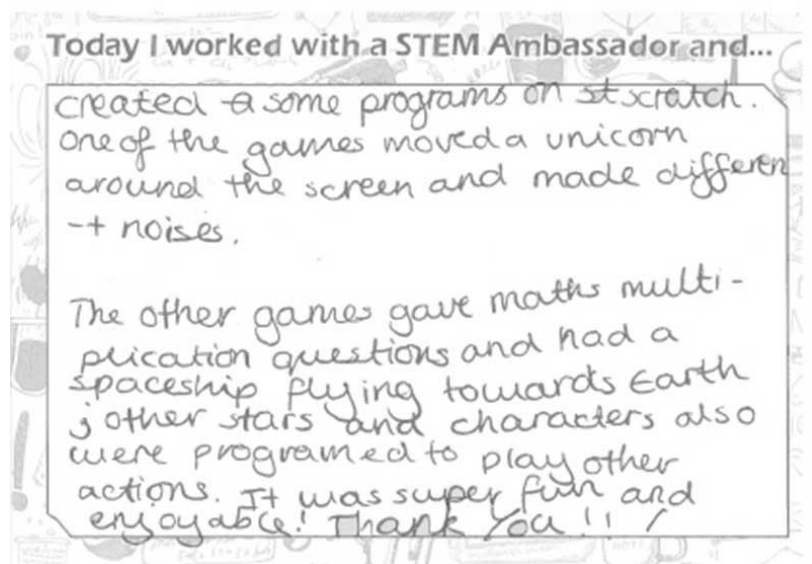 Today I worked with a STEM Ambassador and...
created a some programs on st scratch.
One of the games moved a unicorn
around the screen and made differen
-t noises.
The other games gave maths multi-
plication questions and had a
spaceship flying towards Earth
; other stars and characters also
were programed to play other
actions. It was super fun and
enjoyable! Thank You!!!